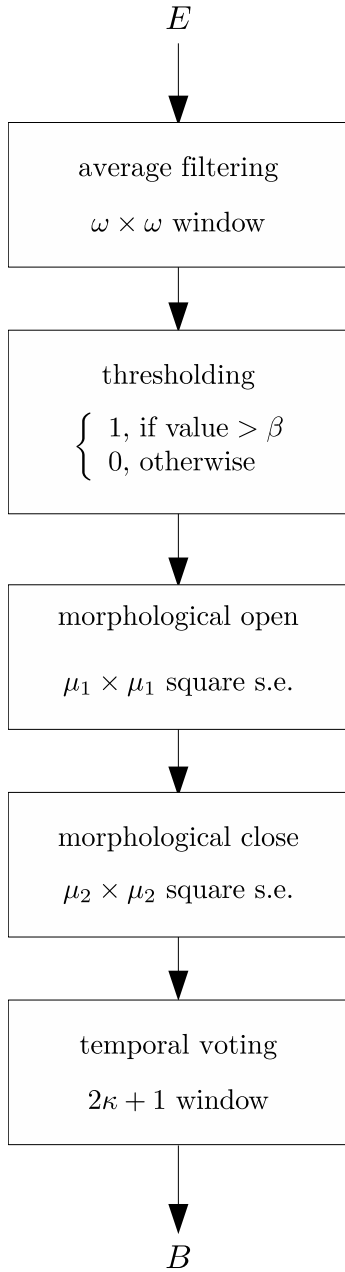 E
average filtering
ω × ω window
thresholding
{ 1, if value > β
0, otherwise
morphological open
μ₁ × μ₁ square s.e.
morphological close
μ₂ × μ₂ square s.e.
temporal voting
2κ + 1 window
B